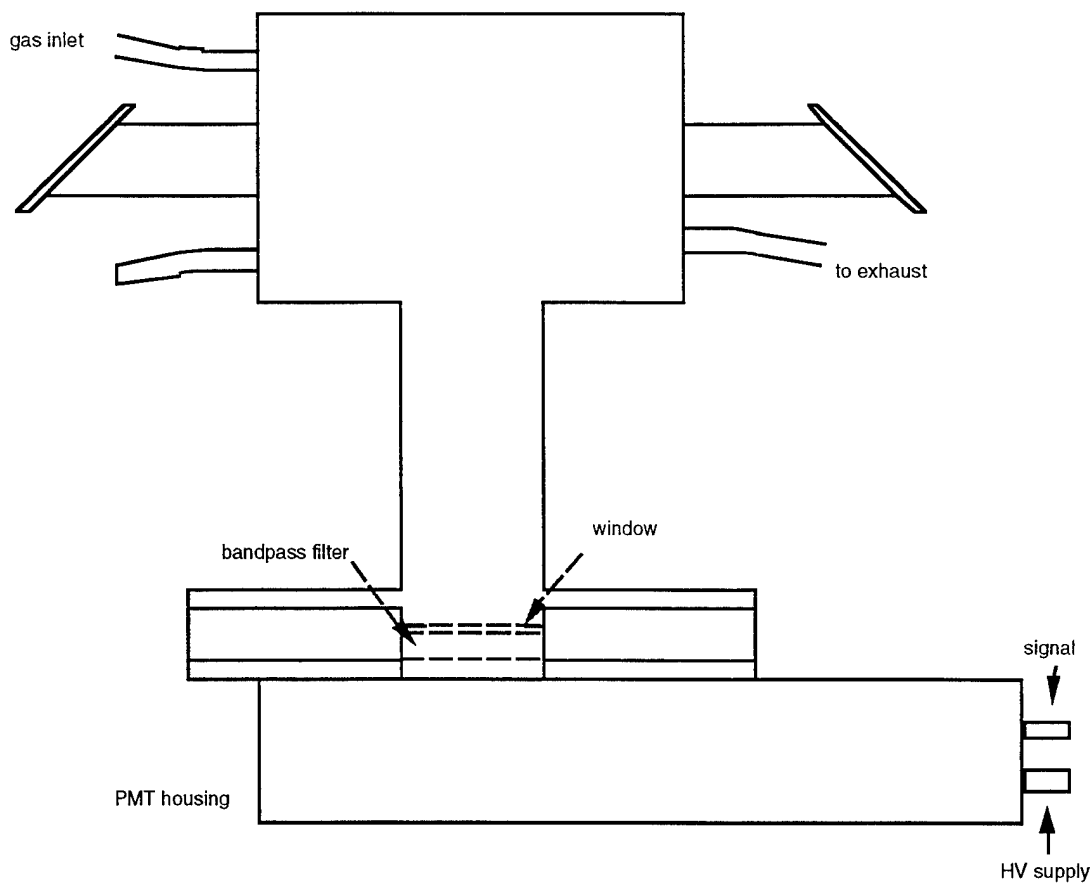 gas inlet
to exhaust
window
bandpass filter
signal
PMT housing
HV supply